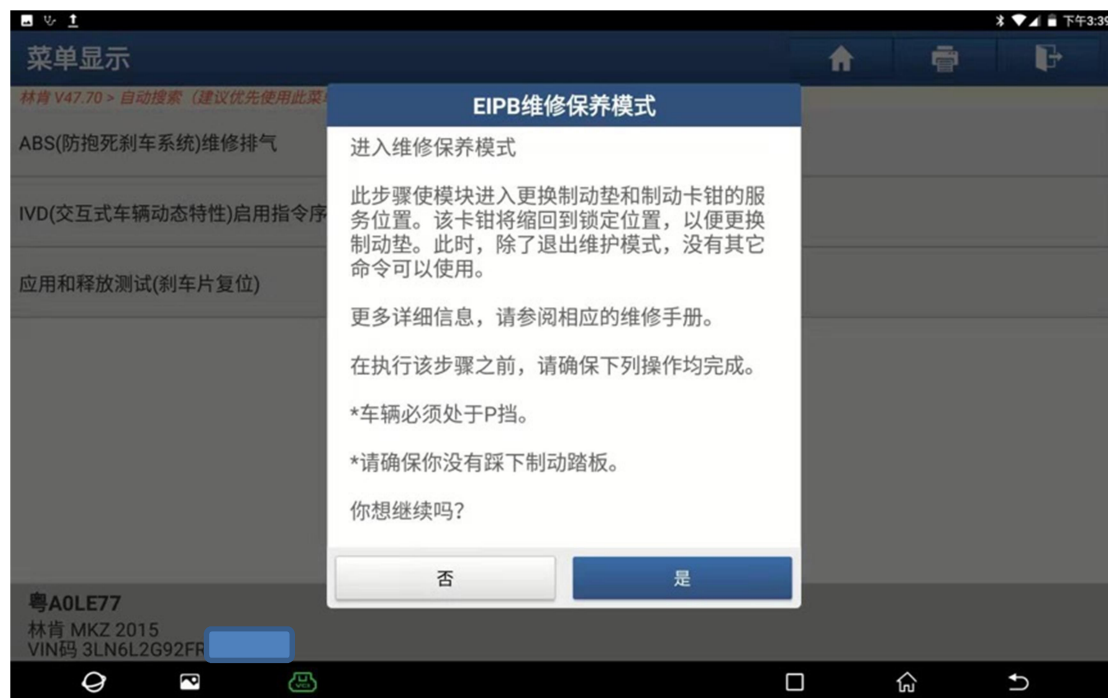 下午3:39
菜单显示
林肯 V47.70 > 自动搜索（建议优先使用此菜
EIPB维修保养模式
ABS(防抱死刹车系统)维修排气
IVD(交互式车辆动态特性)启用指令序
应用和释放测试(刹车片复位)
进入维修保养模式
此步骤使模块进入更换制动垫和制动卡钳的服
务位置。该卡钳将缩回到锁定位置，以便更换
制动垫。此时，除了退出维护模式，没有其它
命令可以使用。
更多详细信息，请参阅相应的维修手册。
在执行该步骤之前，请确保下列操作均完成。
*车辆必须处于P挡。
*请确保你没有踩下制动踏板。
你想继续吗?
否
是
粤A0LE77
林肯 MKZ 2015
VIN码 3LN6L2G92FR
VCI